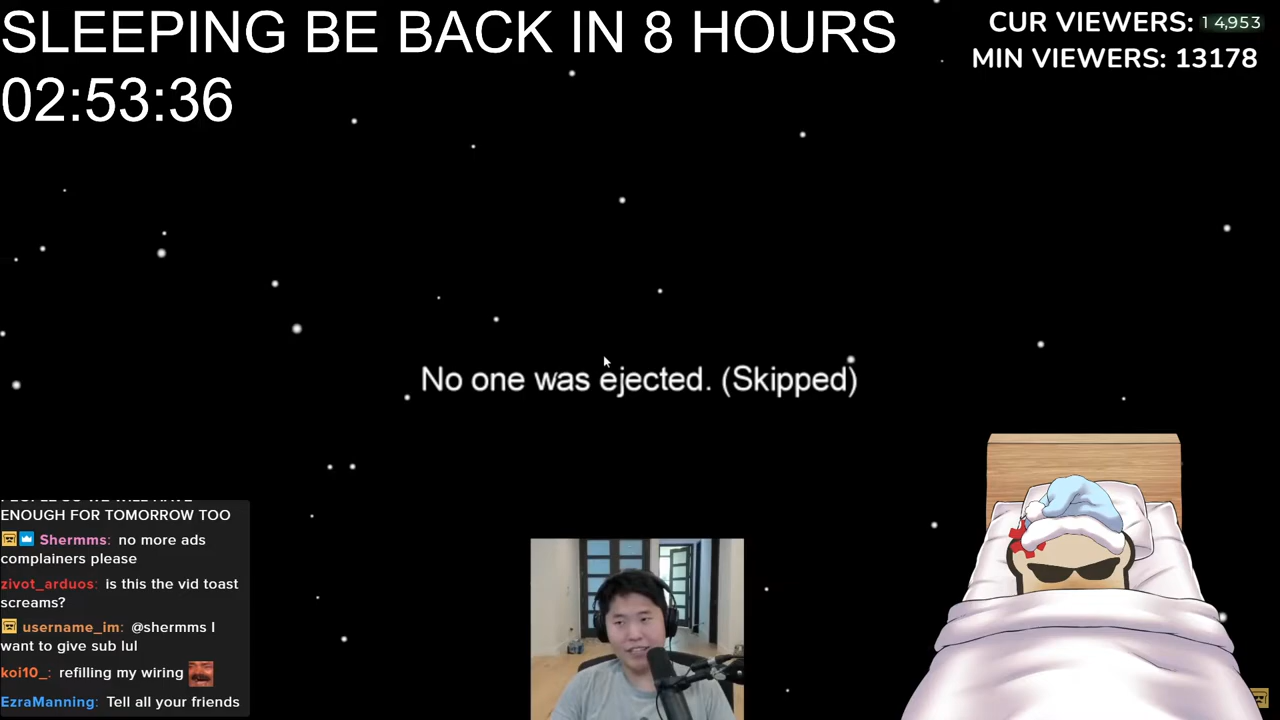 SLEEPING BE BACK IN 8 HOURS
02:53:36
CUR VIEWERS: 14,953
MIN VIEWERS: 13178
No one was ejected. (Skipped)
ENOUGH FOR TOMORROW TOO
Shermms: no more ads
complainers please
zivot_arduos: is this the vid toast
screams?
username_im: @shermms I
want to give sub lul
koi10_: refilling my wiring
EzraManning: Tell all your friends